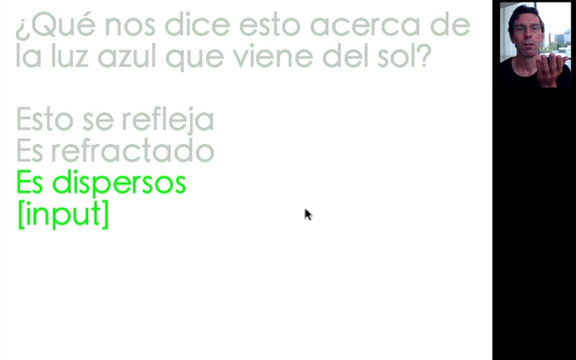 ¿Qué nos dice esto acerca de
la luz azul que viene del sol?
Esto se refleja
Es refractado
Es dispersos
[input]